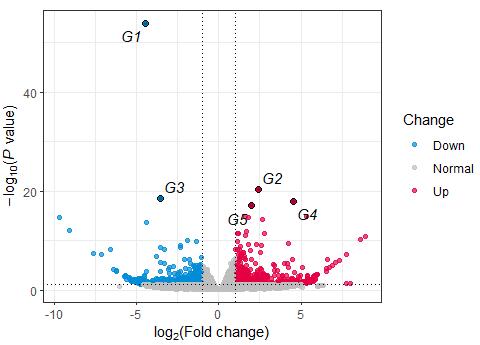 G1
G2
G3
G4
G5
40
20
0
-10
-5
0
5
−log10(P value)
log2(Fold change)
Change
Down
Normal
Up